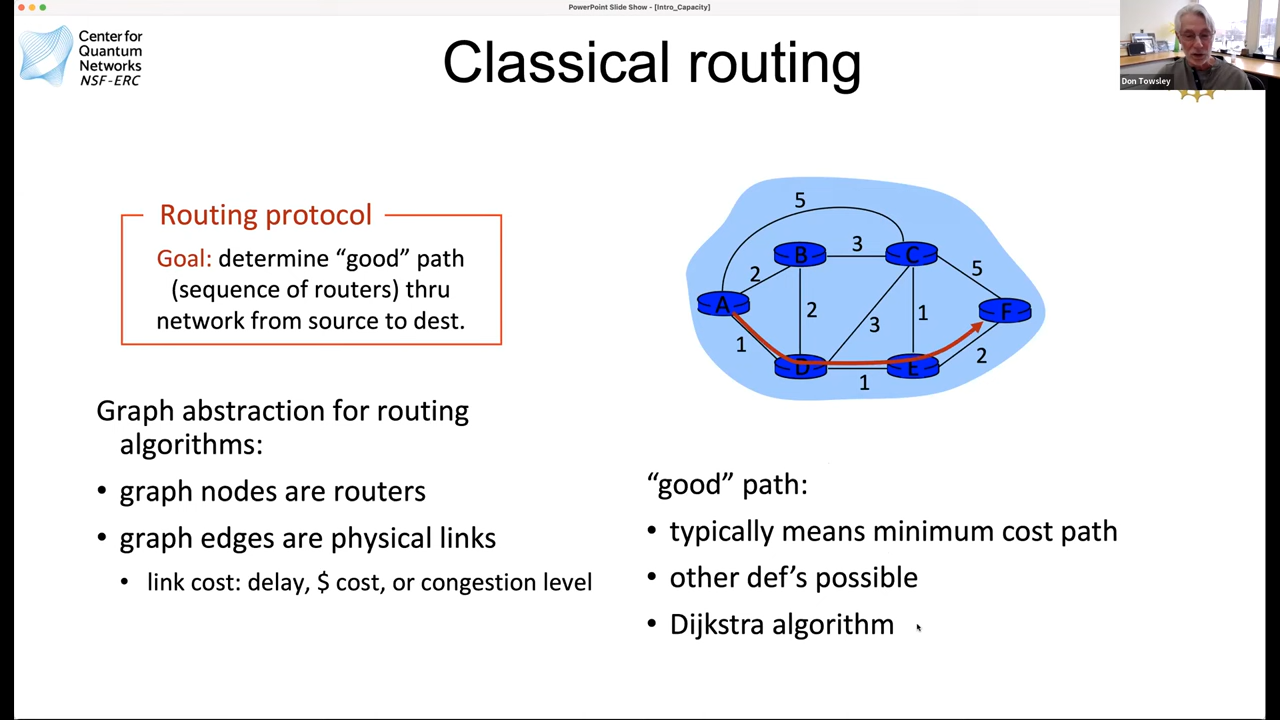 PowerPoint Slide Show - [Intro_Capacity]
Center for
Quantum
Networks
NSF-ERC
Classical routing
Don Towsley
Routing protocol
Goal: determine “good” path
(sequence of routers) thru
network from source to dest.
Graph abstraction for routing
algorithms:
• graph nodes are routers
• graph edges are physical links
• link cost: delay, $ cost, or congestion level
5
B
3
C
2
5
A
2
3
1
F
1
D
E
2
1
“good” path:
• typically means minimum cost path
• other def’s possible
• Dijkstra algorithm